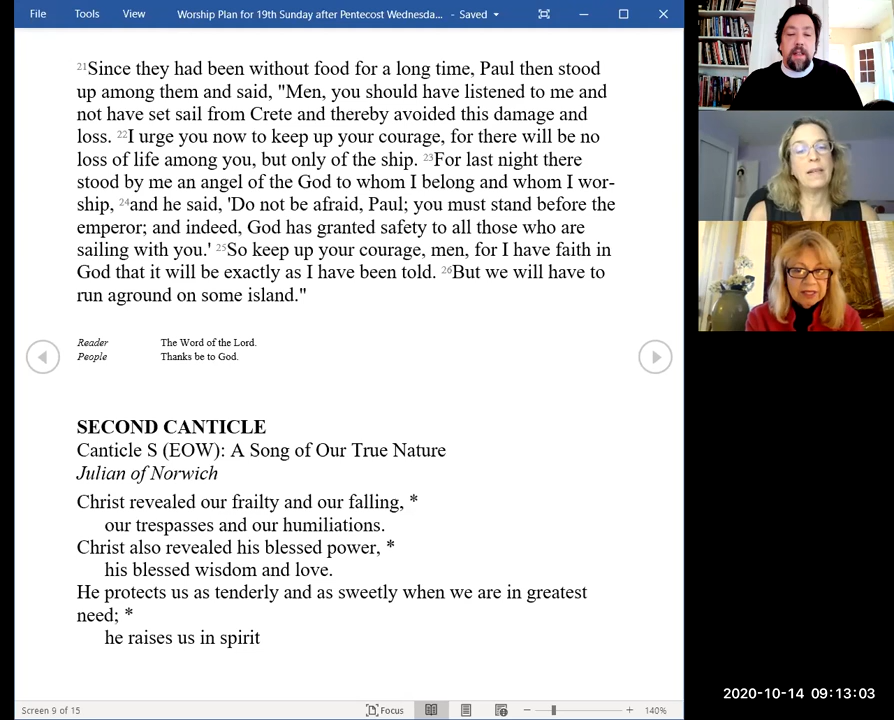 File Tools View Worship Plan for 19th Sunday after Pentecost Wednesda... - Saved
21Since they had been without food for a long time, Paul then stood
up among them and said, "Men, you should have listened to me and
not have set sail from Crete and thereby avoided this damage and
loss. 22I urge you now to keep up your courage, for there will be no
loss of life among you, but only of the ship. 23For last night there
stood by me an angel of the God to whom I belong and whom I wor-
ship, 24and he said, 'Do not be afraid, Paul; you must stand before the
emperor; and indeed, God has granted safety to all those who are
sailing with you.' 25So keep up your courage, men, for I have faith in
God that it will be exactly as I have been told. 26But we will have to
run aground on some island."
Reader The Word of the Lord.
People Thanks be to God.
SECOND CANTICLE
Canticle S (EOW): A Song of Our True Nature
Julian of Norwich
Christ revealed our frailty and our falling, *
our trespasses and our humiliations.
Christ also revealed his blessed power, *
his blessed wisdom and love.
He protects us as tenderly and as sweetly when we are in greatest
need; *
he raises us in spirit
Screen 9 of 15 Focus 140%
2020-10-14 09:13:03